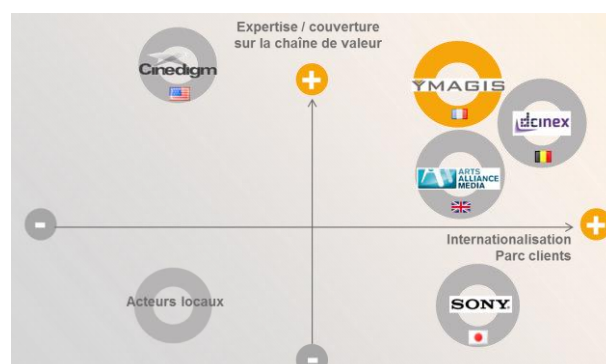 Expertise / couverture
sur la chaîne de valeur
Cinedigm
YMAGIS
dcinex
ARTS
ALLIANCE
MEDIA
Internationalisation
Parc clients
Acteurs locaux
SONY